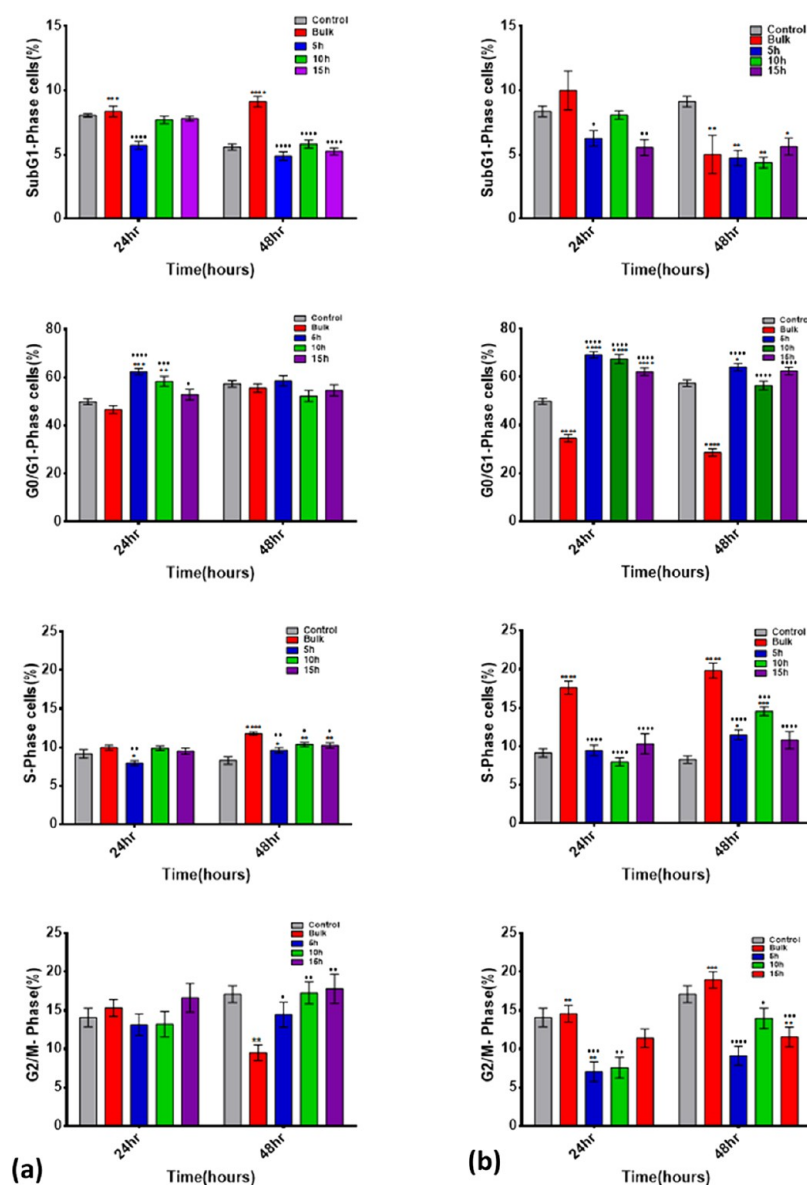 SubG1-Phase cells(%)
15
10
5
0
24hr
48hr
Time(hours)
Control
Bulk
5h
10h
15h
SubG1-Phase cells(%)
15
10
5
0
24hr
48hr
Time(hours)
Control
Bulk
5h
10h
15h
G0/G1-Phase cells(%)
80
60
40
20
0
24hr
48hr
Time(hours)
Control
Bulk
5h
10h
15h
G0/G1-Phase cells(%)
80
60
40
20
0
24hr
48hr
Time(hours)
Control
Bulk
5h
10h
15h
S-Phase cells(%)
25
20
15
10
5
0
24hr
48hr
Time(hours)
Control
Bulk
5h
10h
15h
S-Phase cells(%)
25
20
15
10
5
0
24hr
48hr
Time(hours)
Control
Bulk
5h
10h
15h
G2/M- Phase(%)
25
20
15
10
5
0
24hr
48hr
Time(hours)
Control
Bulk
5h
10h
15h
(a)
G2/M- Phase(%)
25
20
15
10
5
0
24hr
48hr
Time(hours)
Control
Bulk
5h
10h
15h
(b)